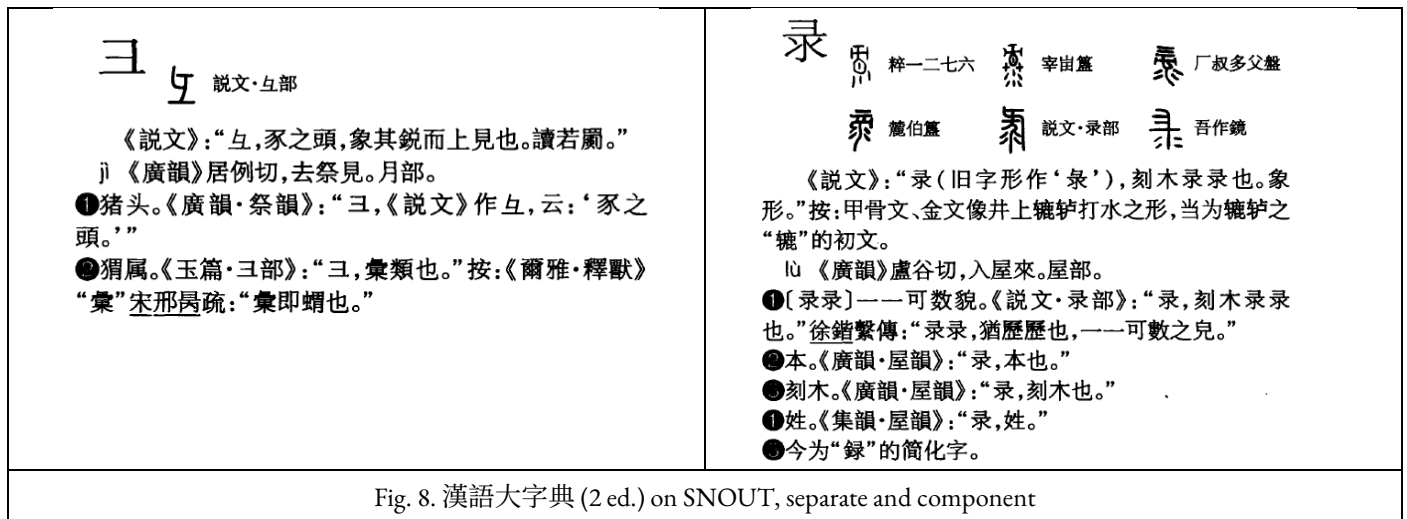 彐
説文·彑部
《説文》:“彑,豕之頭,象其鋭而上見也。讀若罽。”
jì 《廣韻》居例切,去祭見。月部。
❶猪头。《廣韻·祭韻》:“彐,《説文》作彑,云:‘豕之
頭。’”
❷猬属。《玉篇·彐部》:“彐,彙類也。”按:《爾雅·釋獸》
“彙”宋邢昺疏:“彙即蝟也。”
录
粹一二七六 宰峀簋 厂叔多父盤
麓伯簋 説文·录部 吾作鏡
《説文》:“录(旧字形作‘彔’),刻木录录也。象
形。”按:甲骨文、金文像井上辘轳打水之形,当为辘轳之
“辘”的初文。
lù 《廣韻》盧谷切,入屋來。屋部。
❶〔录录〕一一可数貌。《説文·录部》:“录,刻木录录
也。”徐鍇繫傳:“录录,猶歷歷也,一一可數之皃。”
❷本。《廣韻·屋韻》:“录,本也。”
❸刻木。《廣韻·屋韻》:“录,刻木也。”
❶姓。《集韻·屋韻》:“录,姓。”
❺今为“録”的简化字。
Fig. 8. 漢語大字典 (2 ed.) on SNOUT, separate and component